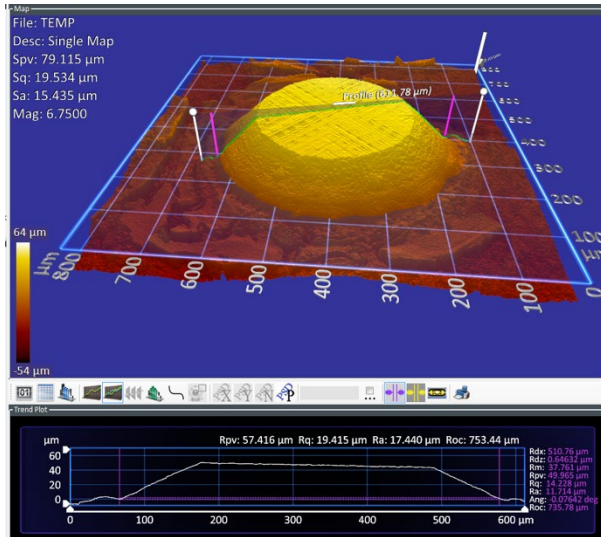 Map
File: TEMP
Desc: Single Map
Spv: 79.115 µm
Sq: 19.534 µm
Sa: 15.435 µm
Mag: 6.7500
64 µm
-54 µm
µm
800
700
600
500
400
300
200
100
0
100
µm
200
300
400
500
600
700
Trend Plot
Rpv: 57.416 µm Rq: 19.415 µm Ra: 17.440 µm Roc: 753.44 µm
µm
60
40
20
0
0
100
200
300
400
500
600 µm
Rdx: 510.76 µm
Rdz: 0.64632 µm
Rm: 37.761 µm
Rpv: 49.965 µm
Rq: 14.228 µm
Ra: 11.714 µm
Ang: -0.07642 deg
Roc: 735.78 µm